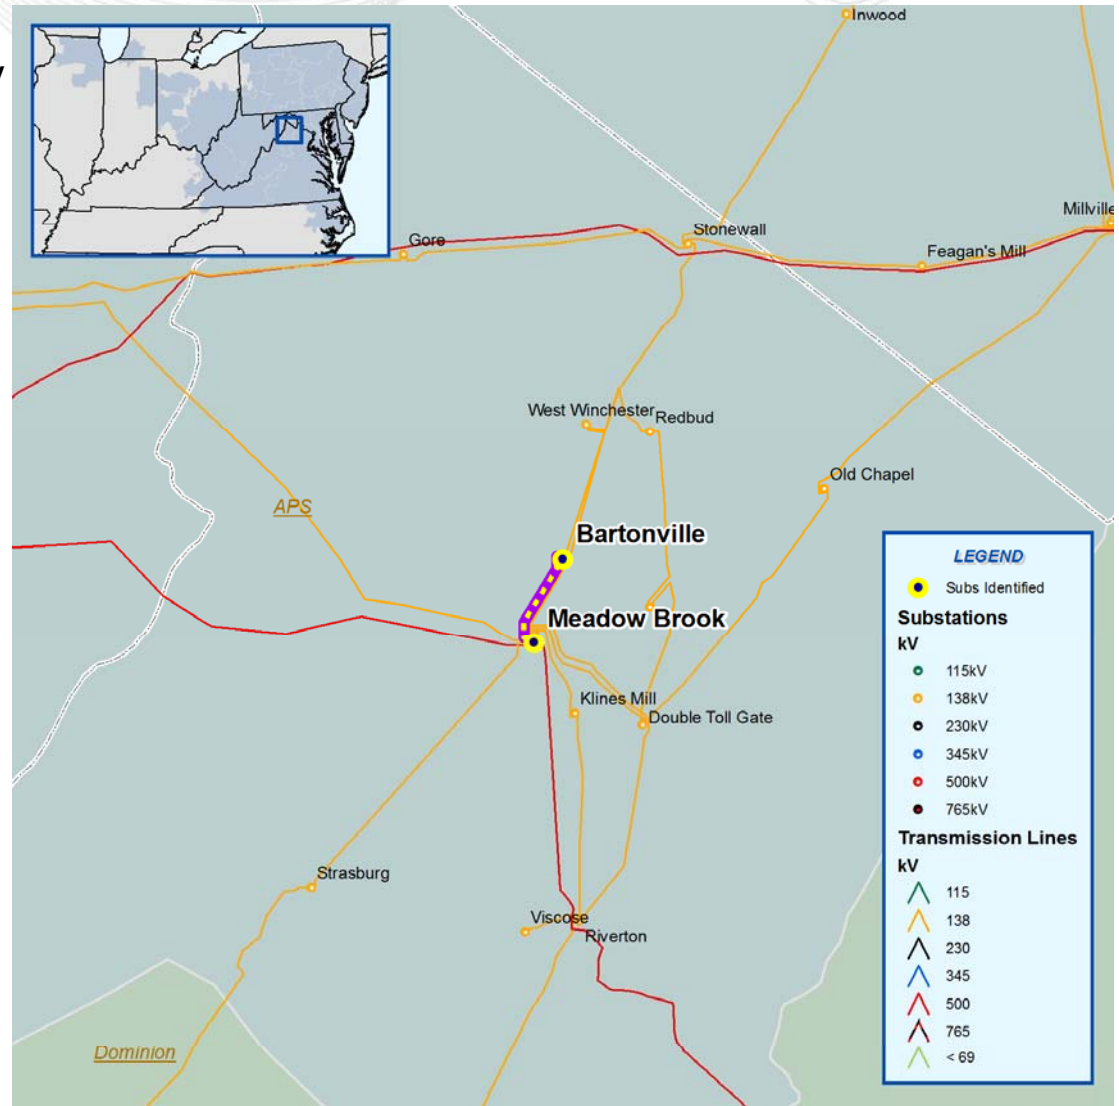 Inwood
Millville
Stonewall
Gore
Feagan's Mill
West Winchester
Redbud
Old Chapel
APS
Bartonville
Meadow Brook
Klines Mill
Double Toll Gate
Strasburg
Viscose
Riverton
Dominion
LEGEND
Subs Identified
Substations
kV
115kV
138kV
230kV
345kV
500kV
765kV
Transmission Lines
kV
115
138
230
345
500
765
< 69